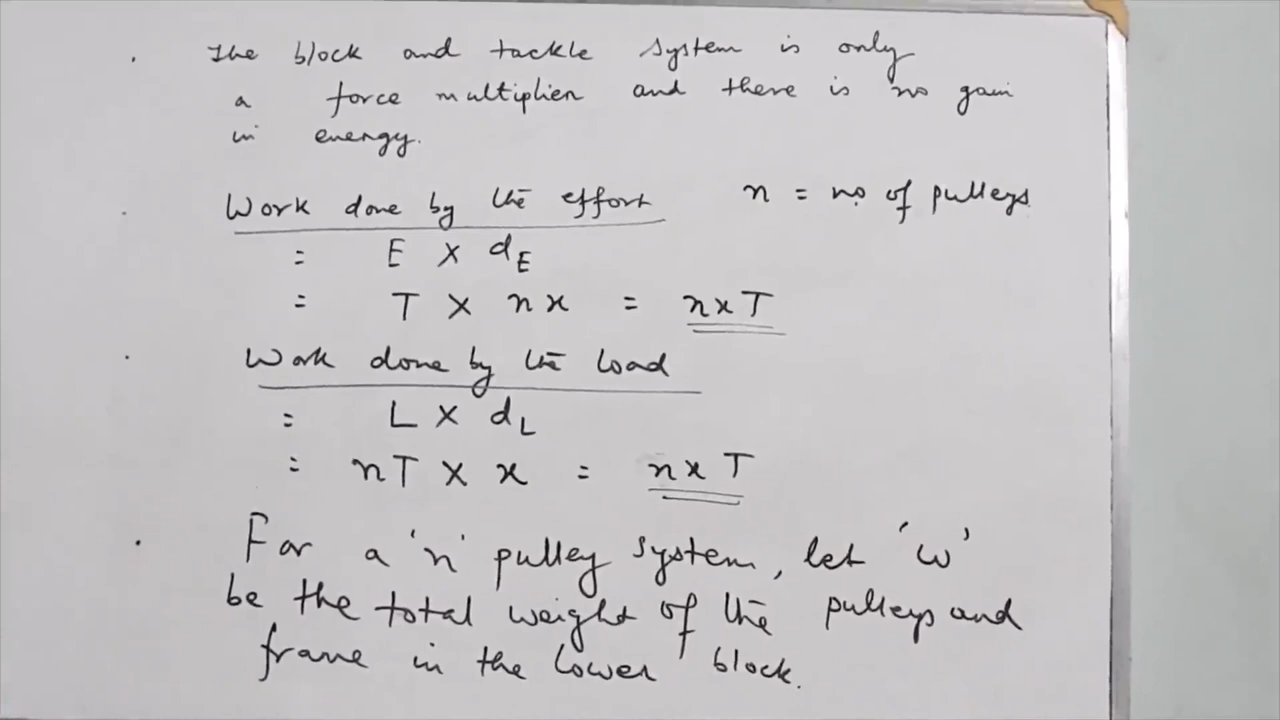 The block and tackle system is only
a force multiplier and there is no gain
in energy.
Work done by the effort n = no of pulleys
= E X dE
= T X nx = nxT
Work done by the load
= L X dL
= nT X x = nxT
For a 'n' pulley system, let 'w'
be the total weight of the pulleys and
frame in the lower block.